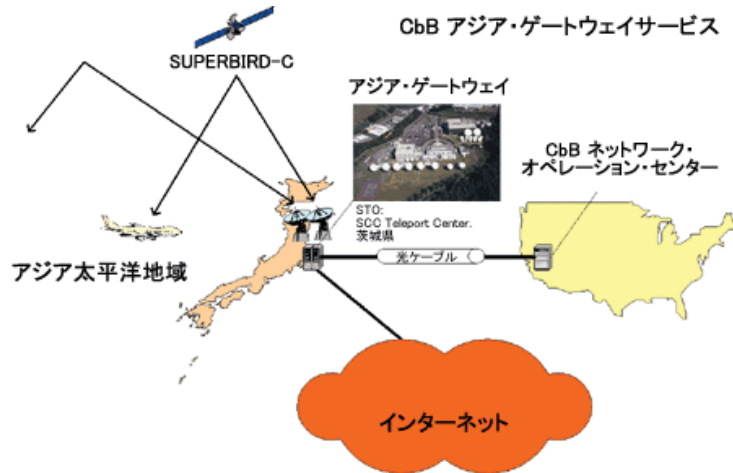 CbB アジア・ゲートウェイサービス
SUPERBIRD-C
アジア・ゲートウェイ
CbB ネットワーク・
オペレーション・センター
STO:
SCC Teleport Center.
茨城県
アジア太平洋地域
光ケーブル
インターネット